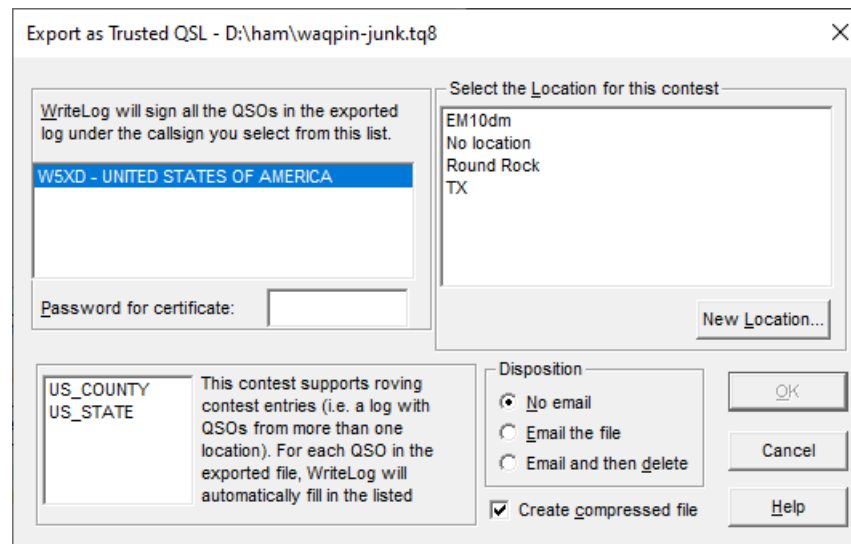 Export as Trusted QSL - D:\ham\waqpin-junk.tq8
WriteLog will sign all the QSOs in the exported
log under the callsign you select from this list.
W5XD - UNITED STATES OF AMERICA
Password for certificate:
Select the Location for this contest
EM10dm
No location
Round Rock
TX
New Location...
US_COUNTY
US_STATE
This contest supports roving
contest entries (i.e. a log with
QSOs from more than one
location). For each QSO in the
exported file, WriteLog will
automatically fill in the listed
Disposition
No email
Email the file
Email and then delete
Create compressed file
OK
Cancel
Help